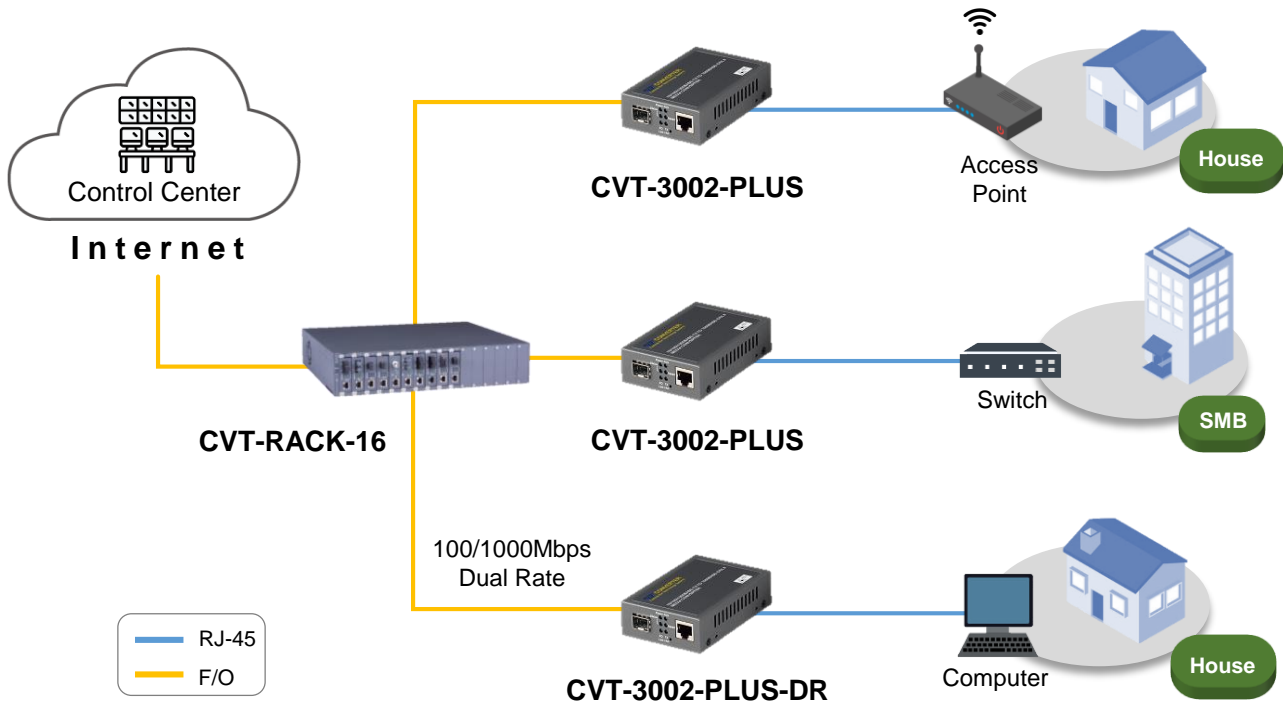 Control Center
Internet
CVT-RACK-16
CVT-3002-PLUS
Access
Point
House
CVT-3002-PLUS
Switch
SMB
100/1000Mbps
Dual Rate
CVT-3002-PLUS-DR
Computer
House
RJ-45
F/O